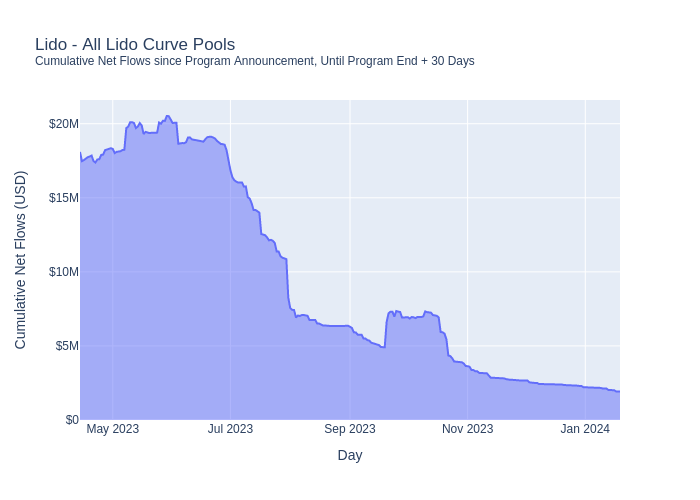 Lido - All Lido Curve Pools
Cumulative Net Flows since Program Announcement, Until Program End + 30 Days
Cumulative Net Flows (USD)
$20M
$15M
$10M
$5M
$0
May 2023 Jul 2023 Sep 2023 Nov 2023 Jan 2024
Day